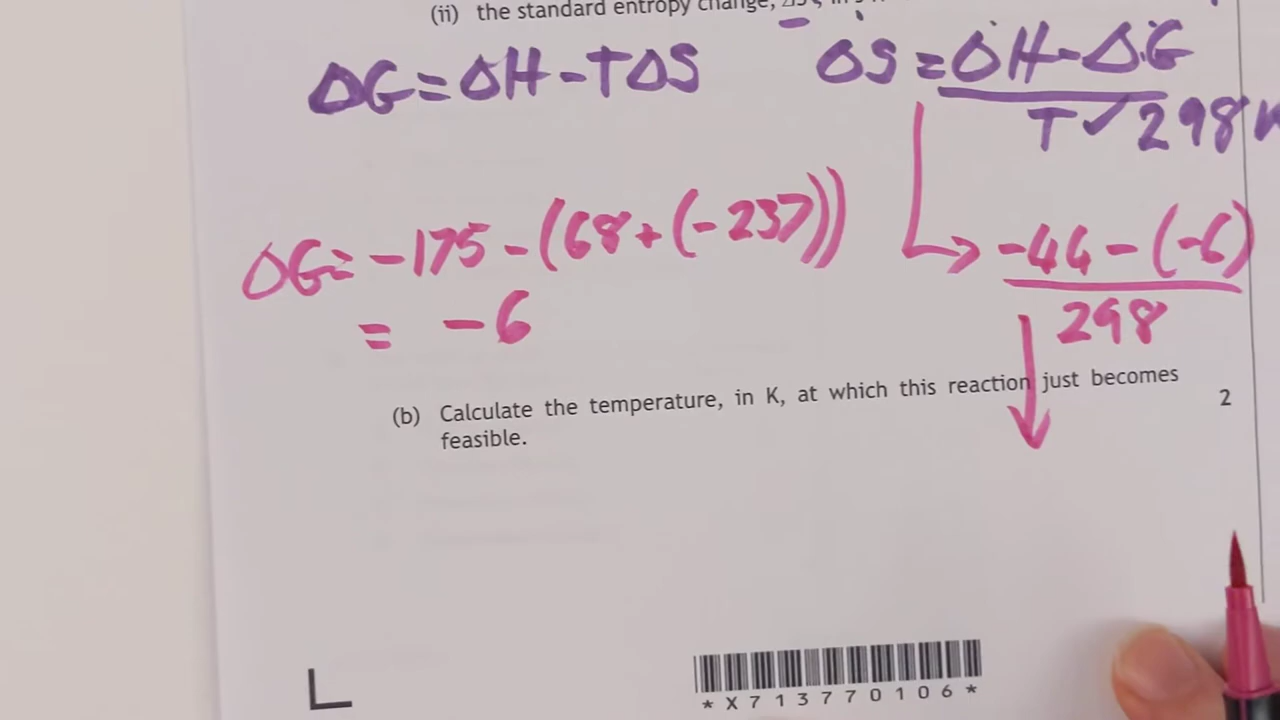 (ii) the standard entropy change,
ΔG = ΔH - TΔS
ΔS = ΔH - ΔG
T ✓ 298
ΔG = -175 - (68 + (-237))
= -6
-44 - (-6)
298
(b) Calculate the temperature, in K, at which this reaction just becomes
feasible.
2
* X 7 1 3 7 7 0 1 0 6 *